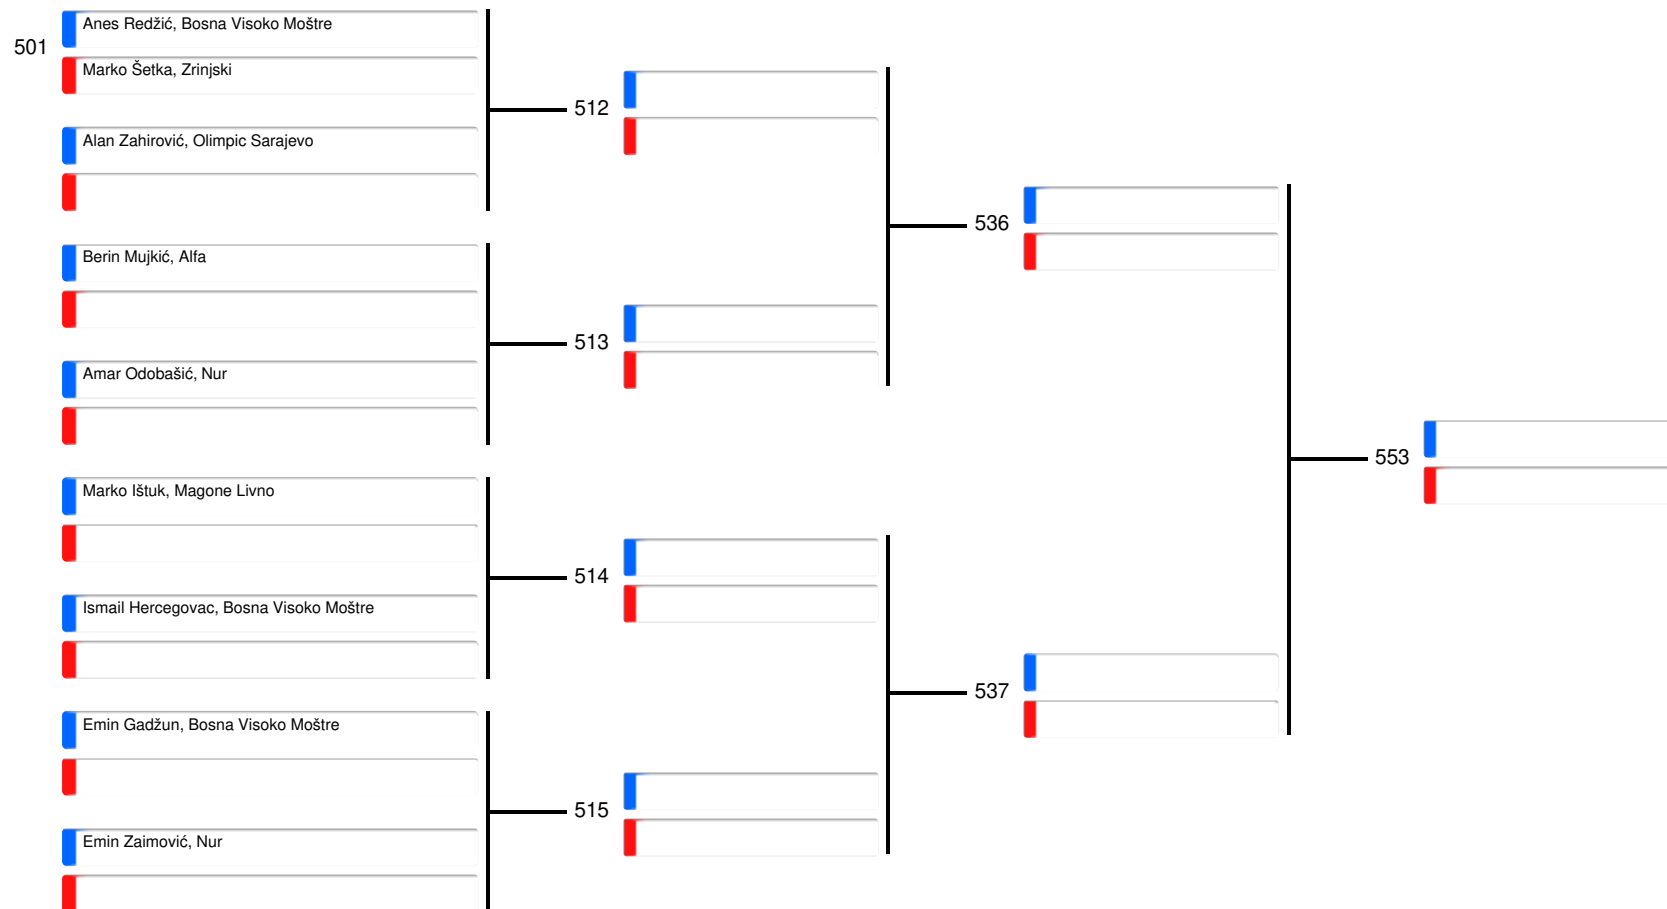 501
Anes Redžić, Bosna Visoko Moštre
Marko Šetka, Zrinjski
Alan Zahirović, Olimpic Sarajevo
512
Berin Mujkić, Alfa
Amar Odobašić, Nur
513
536
Marko Ištuk, Magone Livno
Ismail Hercegovac, Bosna Visoko Moštre
514
Emin Gadžun, Bosna Visoko Moštre
Emin Zaimović, Nur
515
537
553